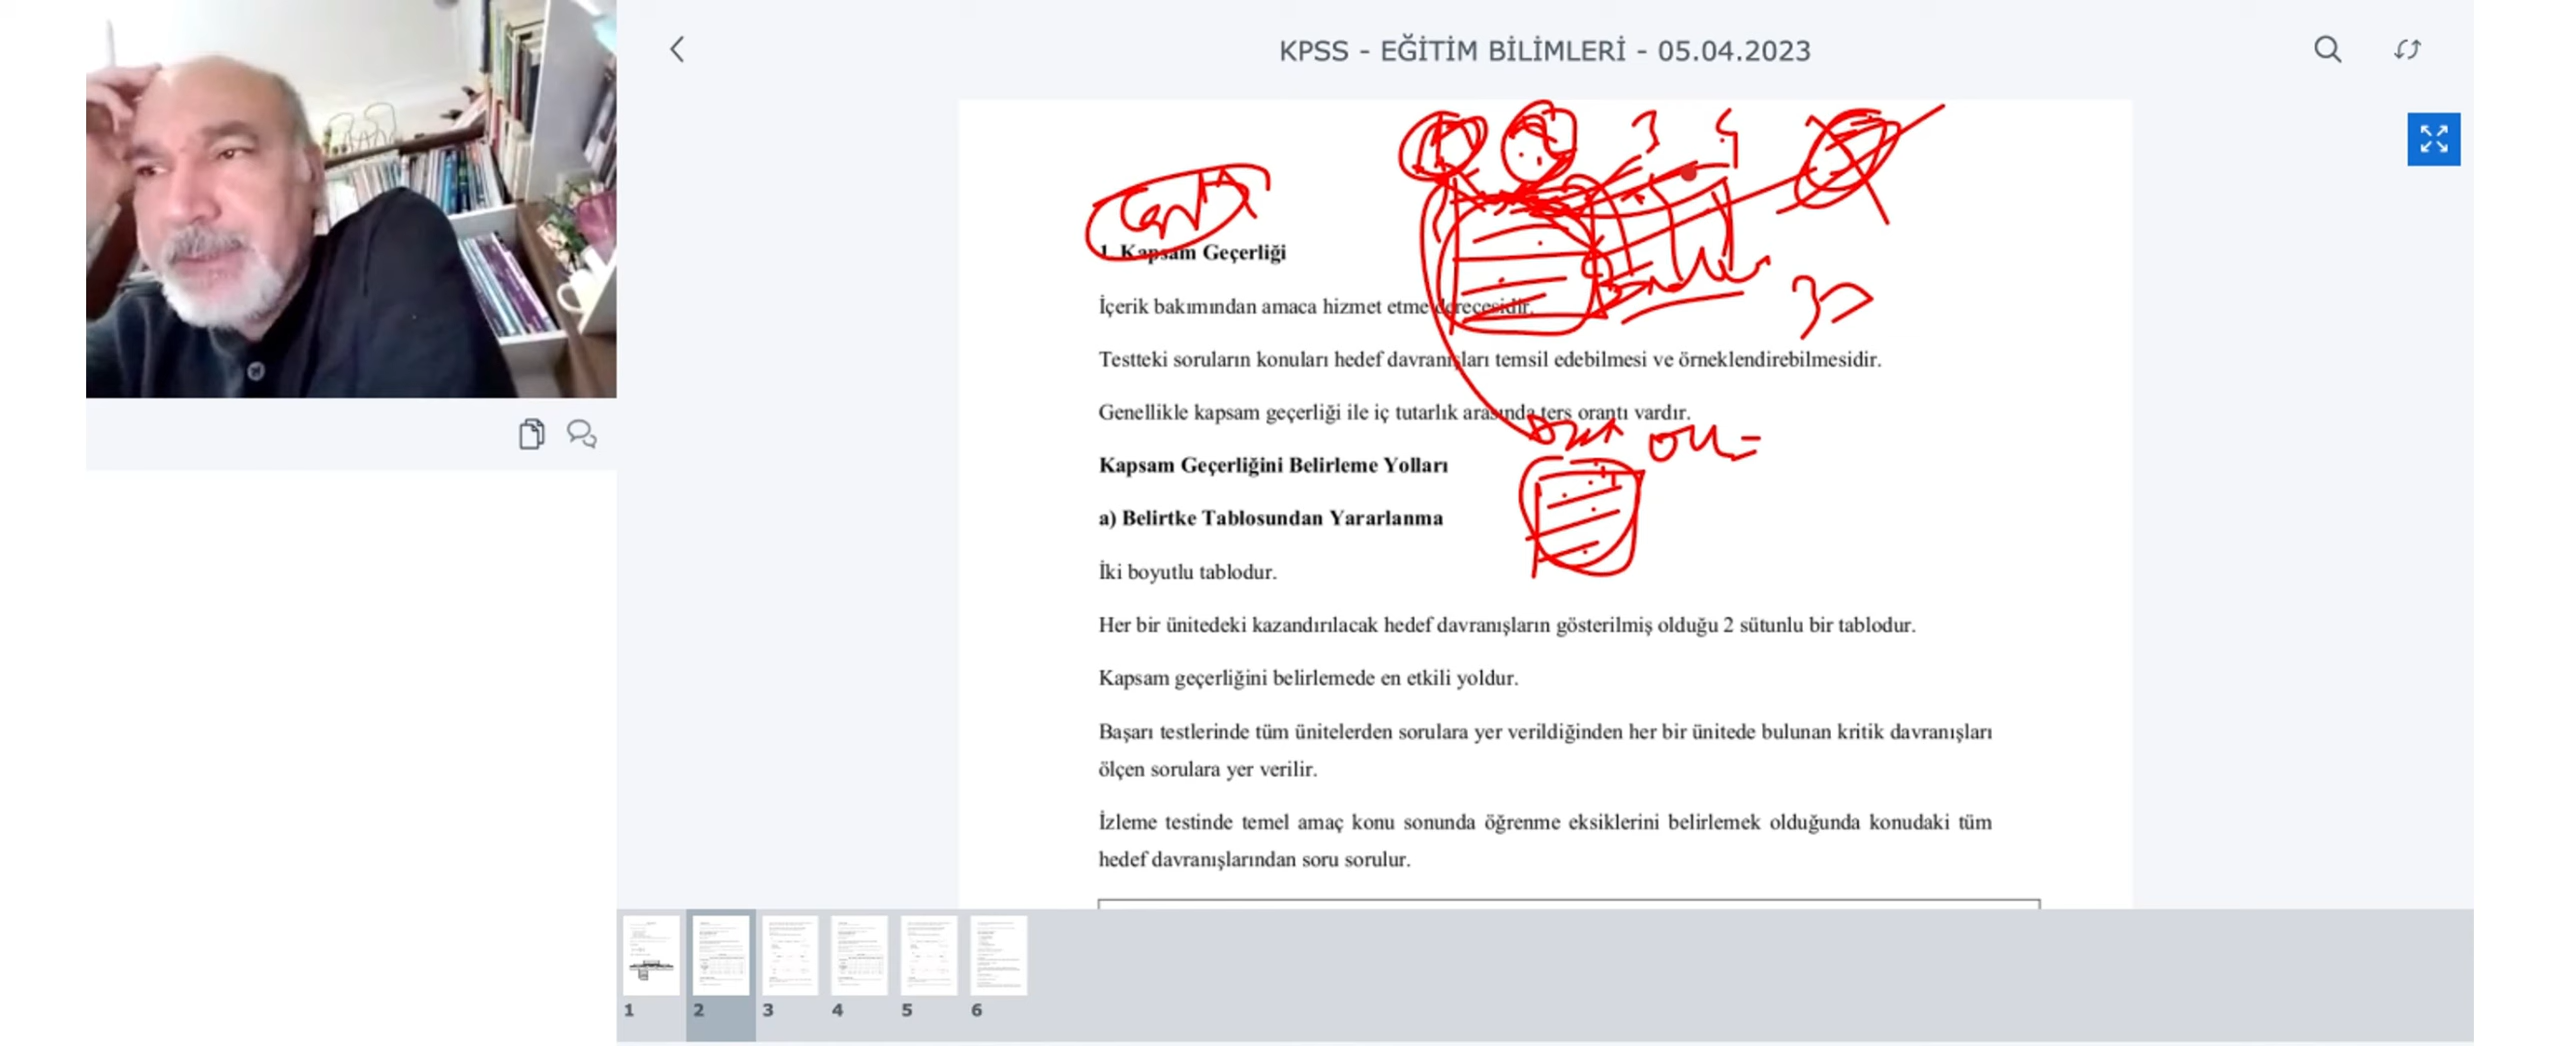 KPSS - EĞİTİM BİLİMLERİ - 05.04.2023
3
1. Kapsam Geçerliği
İçerik bakımından amaca hizmet etme derecesidir.
Testteki soruların konuları hedef davranışları temsil edebilmesi ve örneklendirebilmesidir.
Genellikle kapsam geçerliği ile iç tutarlık arasında ters orantı vardır.
Kapsam Geçerliğini Belirleme Yolları
a) Belirtke Tablosundan Yararlanma
İki boyutlu tablodur.
Her bir ünitedeki kazandırılacak hedef davranışların gösterilmiş olduğu 2 sütunlu bir tablodur.
Kapsam geçerliğini belirlemede en etkili yoldur.
Başarı testlerinde tüm ünitelerden sorulara yer verildiğinden her bir ünitede bulunan kritik davranışları
ölçen sorulara yer verilir.
İzleme testinde temel amaç konu sonunda öğrenme eksiklerini belirlemek olduğunda konudaki tüm
hedef davranışlarından soru sorulur.
1 2 3 4 5 6